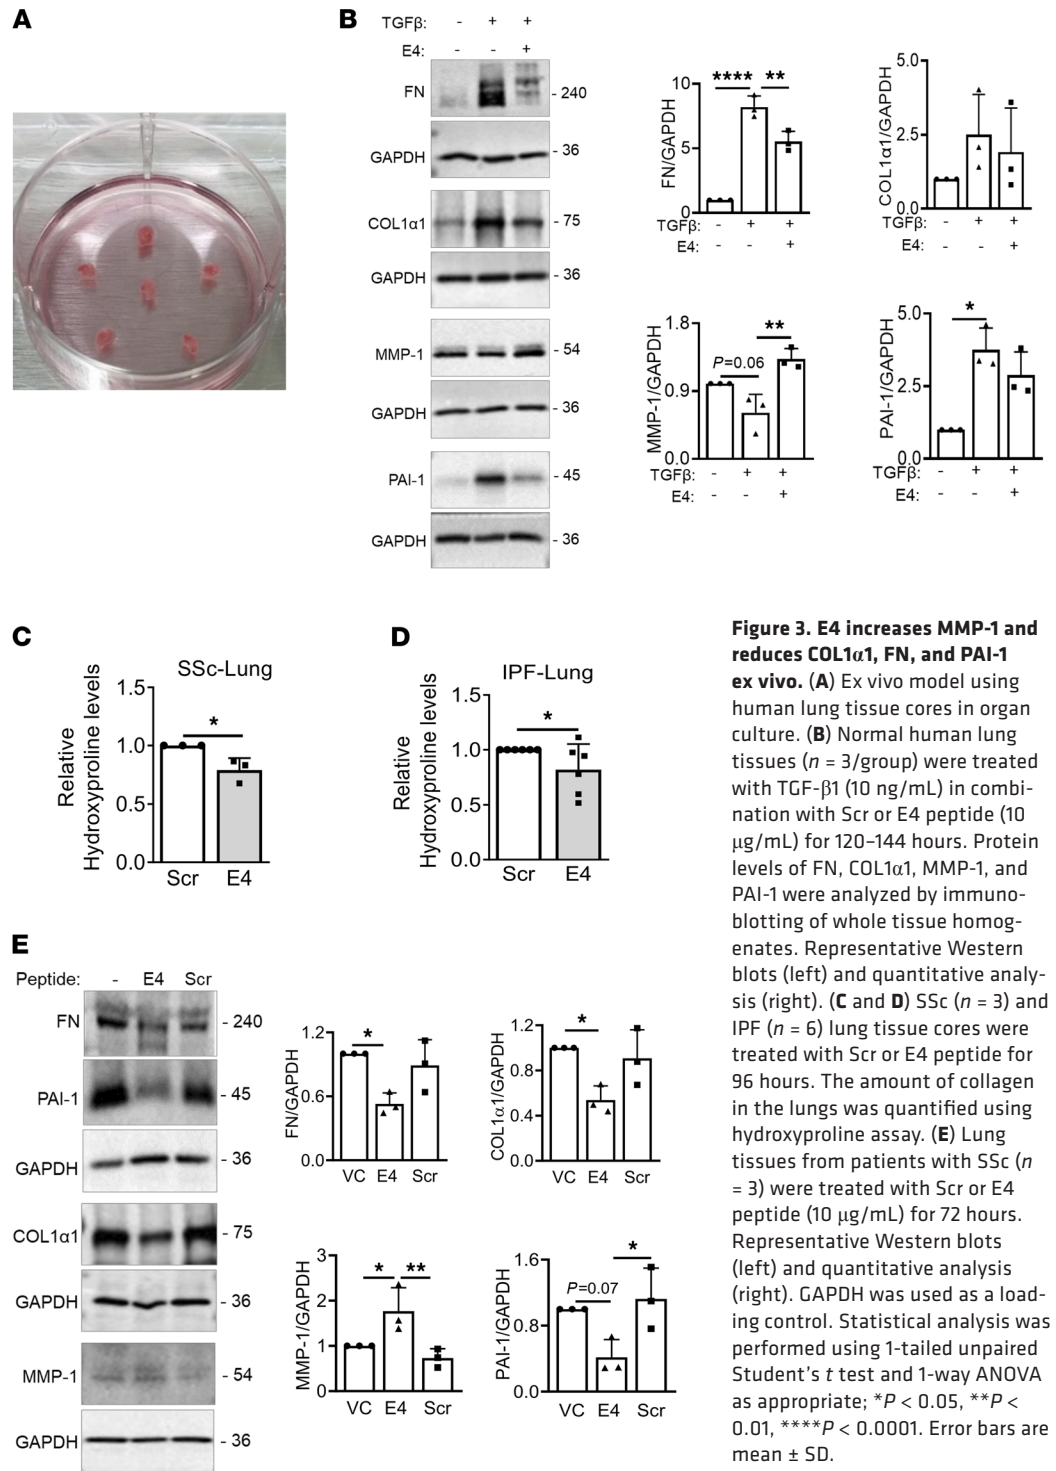 A
B
TGFβ: - + +
E4: - - +
FN
- 240
GAPDH
- 36
COL1α1
- 75
GAPDH
- 36
MMP-1
- 54
GAPDH
- 36
PAI-1
- 45
GAPDH
- 36
FN/GAPDH
10
5
0
**** **
TGFβ: - + +
E4: - - +
COL1α1/GAPDH
5.0
2.5
0.0
TGFβ: - + +
E4: - - +
MMP-1/GAPDH
1.8
0.9
0.0
P=0.06
**
TGFβ: - + +
E4: - - +
PAI-1/GAPDH
5.0
2.5
0.0
*
TGFβ: - + +
E4: - - +
C
SSc-Lung
Relative
Hydroxyproline levels
1.5
1.0
0.5
0.0
*
Scr E4
D
IPF-Lung
Relative
Hydroxyproline levels
1.5
1.0
0.5
0.0
*
Scr E4
E
Peptide: - E4 Scr
FN
- 240
PAI-1
- 45
GAPDH
- 36
COL1α1
- 75
GAPDH
- 36
MMP-1
- 54
GAPDH
- 36
FN/GAPDH
1.2
0.6
0.0
*
VC E4 Scr
COL1α1/GAPDH
1.2
0.8
0.4
0.0
*
VC E4 Scr
MMP-1/GAPDH
3
2
1
0
* **
VC E4 Scr
PAI-1/GAPDH
1.6
0.8
0.0
P=0.07
*
VC E4 Scr
Figure 3. E4 increases MMP-1 and
reduces COL1α1, FN, and PAI-1
ex vivo. (A) Ex vivo model using
human lung tissue cores in organ
culture. (B) Normal human lung
tissues (n = 3/group) were treated
with TGF-β1 (10 ng/mL) in combi-
nation with Scr or E4 peptide (10
μg/mL) for 120–144 hours. Protein
levels of FN, COL1α1, MMP-1, and
PAI-1 were analyzed by immuno-
blotting of whole tissue homog-
enates. Representative Western
blots (left) and quantitative analy-
sis (right). (C and D) SSc (n = 3) and
IPF (n = 6) lung tissue cores were
treated with Scr or E4 peptide for
96 hours. The amount of collagen
in the lungs was quantified using
hydroxyproline assay. (E) Lung
tissues from patients with SSc (n
= 3) were treated with Scr or E4
peptide (10 μg/mL) for 72 hours.
Representative Western blots
(left) and quantitative analysis
(right). GAPDH was used as a load-
ing control. Statistical analysis was
performed using 1-tailed unpaired
Student's t test and 1-way ANOVA
as appropriate; *P < 0.05, **P <
0.01, ****P < 0.0001. Error bars are
mean ± SD.